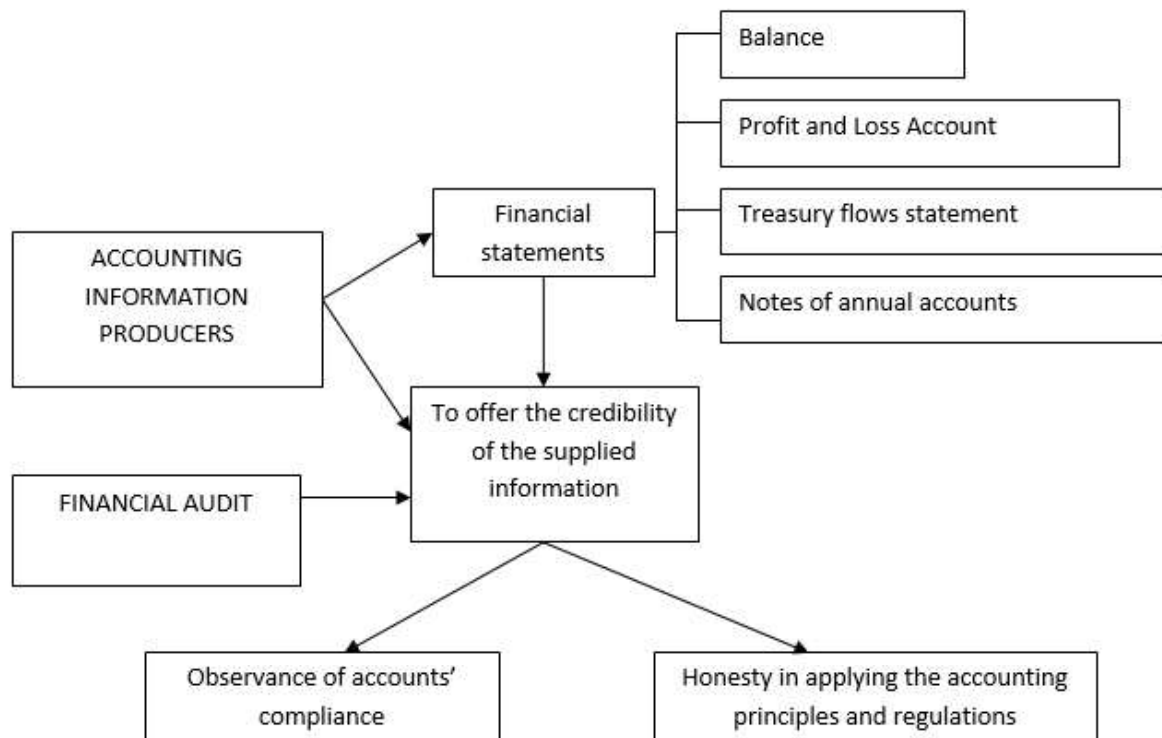 Balance
Profit and Loss Account
Financial
statements
Treasury flows statement
ACCOUNTING
INFORMATION
PRODUCERS
Notes of annual accounts
To offer the credibility
of the supplied
information
FINANCIAL AUDIT
Observance of accounts’
compliance
Honesty in applying the accounting
principles and regulations